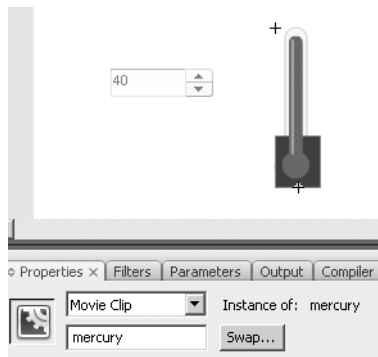 40
Properties × Filters Parameters Output Compiler
Movie Clip Instance of: mercury
mercury Swap...